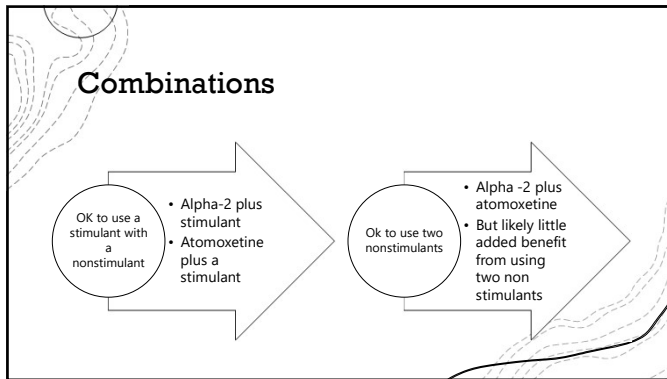 Combinations
OK to use a
stimulant with
a
nonstimulant
• Alpha-2 plus
stimulant
• Atomoxetine
plus a
stimulant
Ok to use two
nonstimulants
• Alpha -2 plus
atomoxetine
• But likely little
added benefit
from using
two non
stimulants